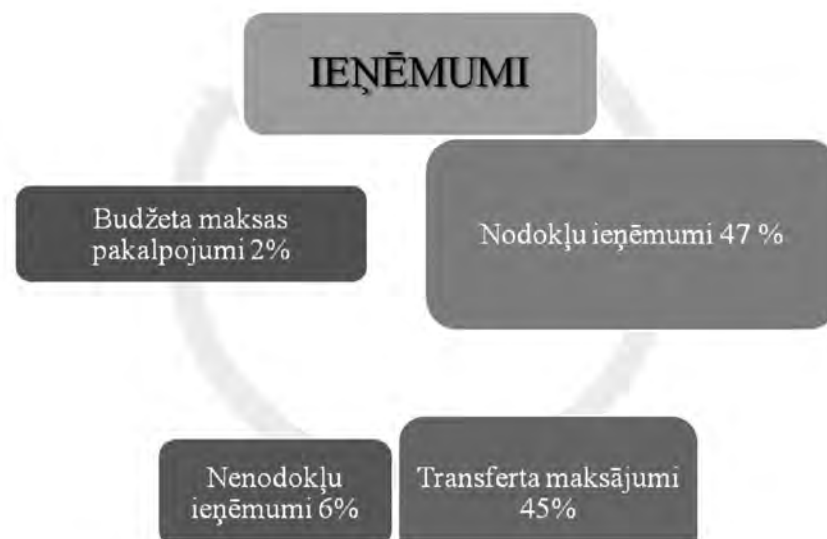 IEŅĒMUMI
Nodokļu ieņēmumi 47 %
Transferta maksājumi
45%
Nenodokļu
ieņēmumi 6%
Budžeta maksas
pakalpojumi 2%